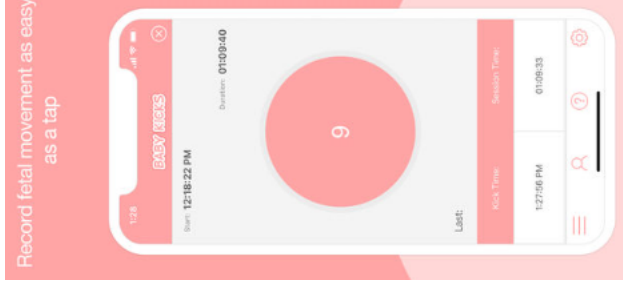 Record fetal movement as easy
as a tap
1:28
BABY KICKS
Start: 12:18:22 PM
Duration: 01:09:40
9
Last:
Kick Time: Session Time:
1:27:56 PM 01:09:33
?